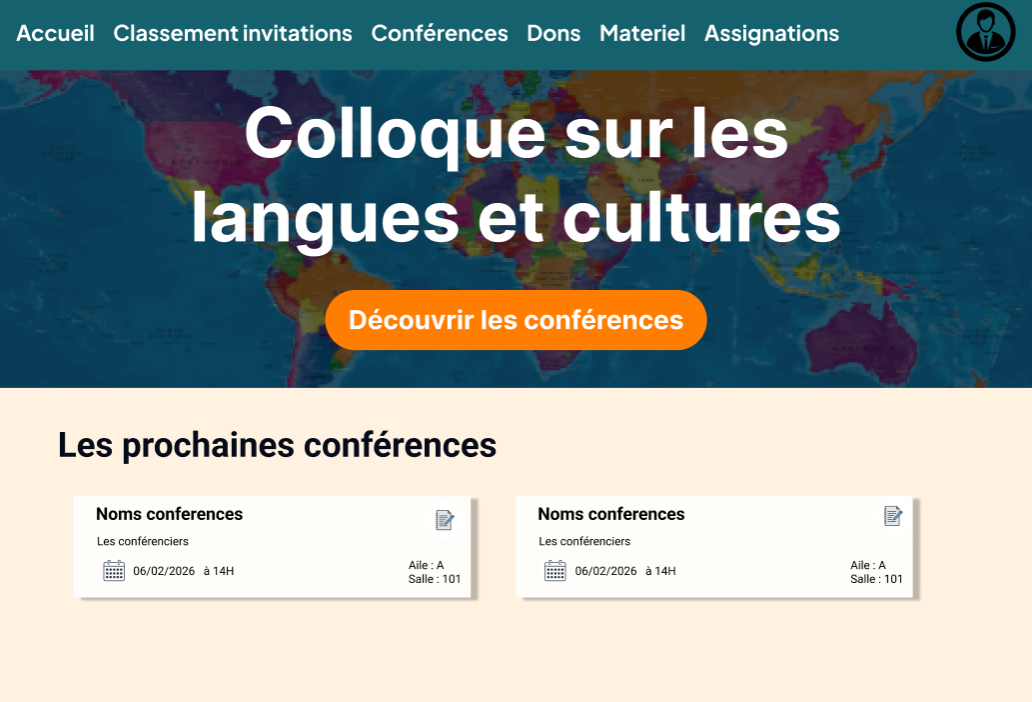 Accueil Classement invitations Conférences Dons Materiel Assignations
Colloque sur les
langues et cultures
Découvrir les conférences
Les prochaines conférences
Noms conferences
Les conférenciers
06/02/2026 à 14H
Aile : A
Salle : 101
Noms conferences
Les conférenciers
06/02/2026 à 14H
Aile : A
Salle : 101